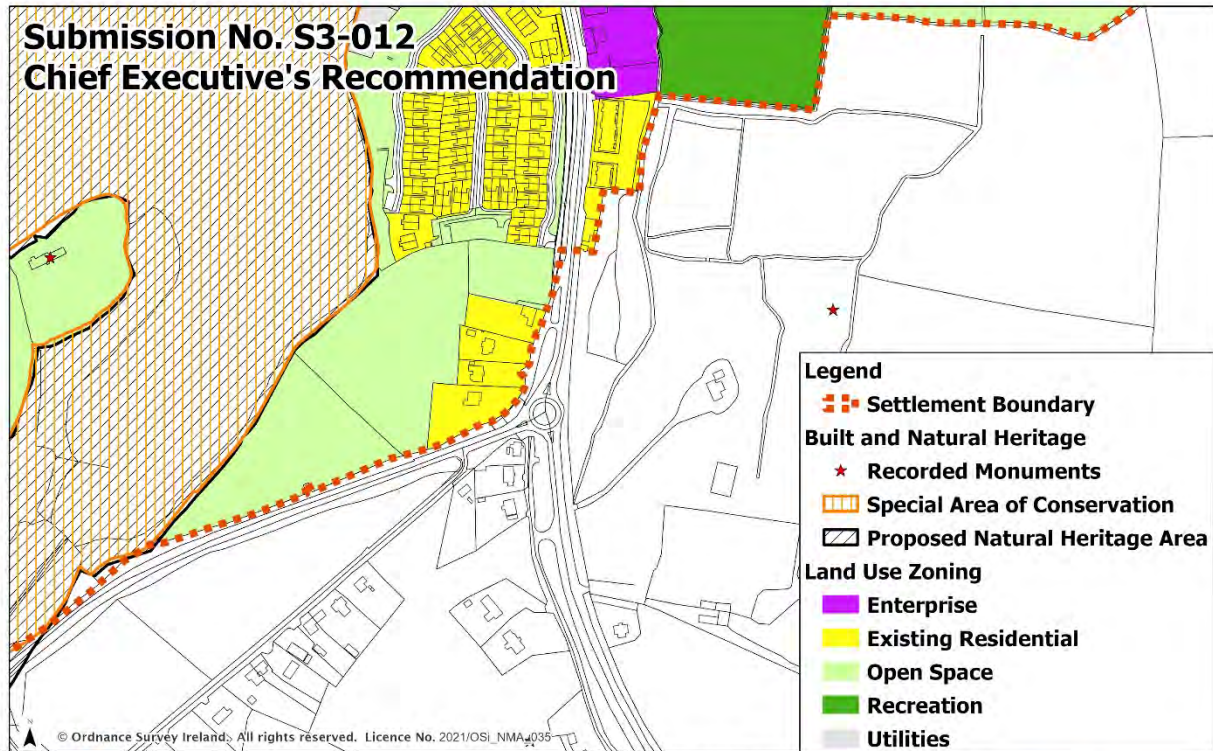 Submission No. S3-012
Chief Executive's Recommendation
Legend
Settlement Boundary
Built and Natural Heritage
Recorded Monuments
Special Area of Conservation
Proposed Natural Heritage Area
Land Use Zoning
Enterprise
Existing Residential
Open Space
Recreation
Utilities
N
© Ordnance Survey Ireland. All rights reserved. Licence No. 2021/OSi_NMA_035